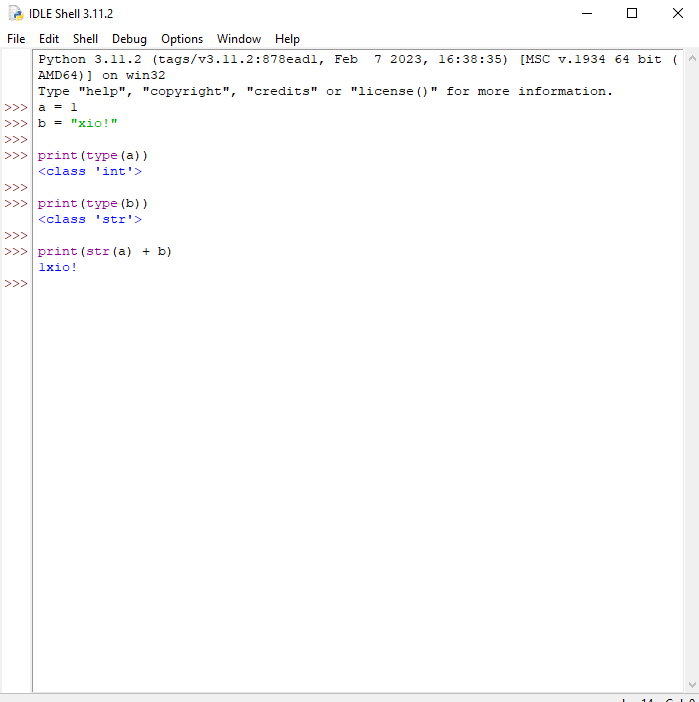 IDLE Shell 3.11.2
File Edit Shell Debug Options Window Help
Python 3.11.2 (tags/v3.11.2:878ead1, Feb  7 2023, 16:38:35) [MSC v.1934 64 bit (
AMD64)] on win32
Type "help", "copyright", "credits" or "license()" for more information.
>>> a = 1
>>> b = "xio!"
>>>
>>> print(type(a))
<class 'int'>
>>>
>>> print(type(b))
<class 'str'>
>>>
>>> print(str(a) + b)
1xio!
>>>